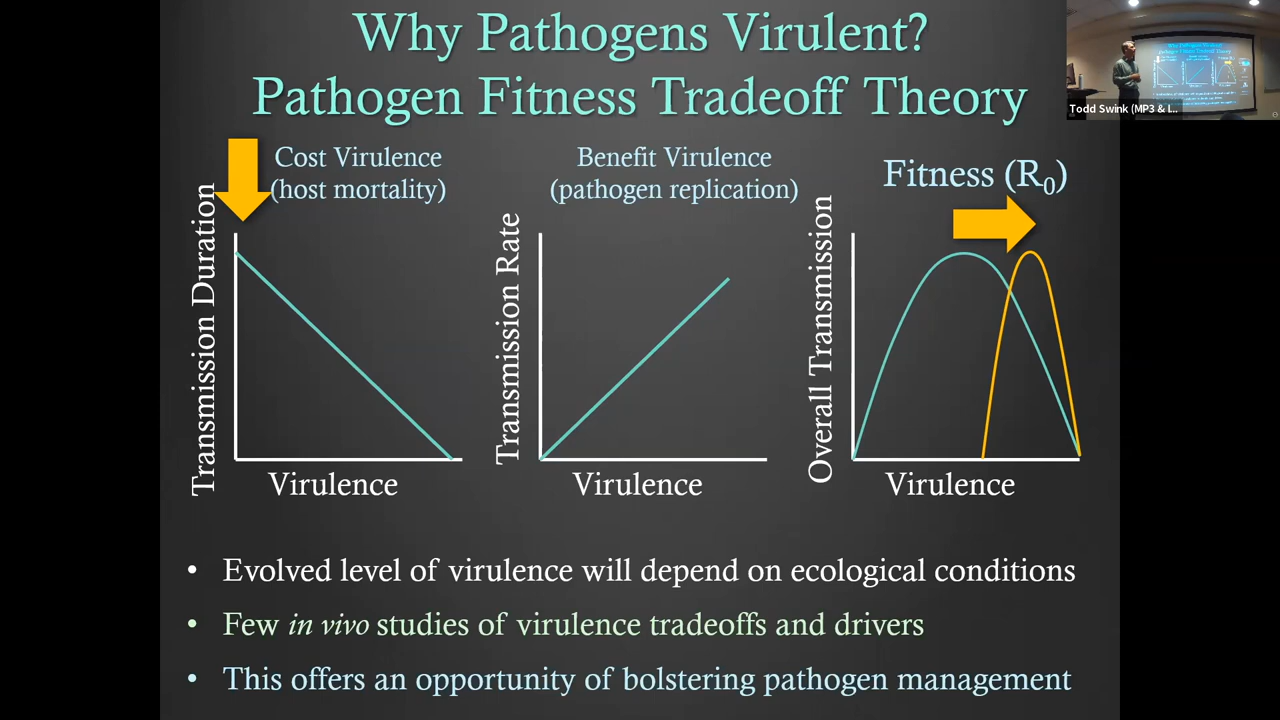 Why Pathogens Virulent?
Pathogen Fitness Tradeoff Theory
Todd Swink (MP3 & I...
Cost Virulence
(host mortality)
Transmission Duration
Virulence
Benefit Virulence
(pathogen replication)
Transmission Rate
Virulence
Fitness (R₀)
Overall Transmission
Virulence
• Evolved level of virulence will depend on ecological conditions
• Few in vivo studies of virulence tradeoffs and drivers
• This offers an opportunity of bolstering pathogen management